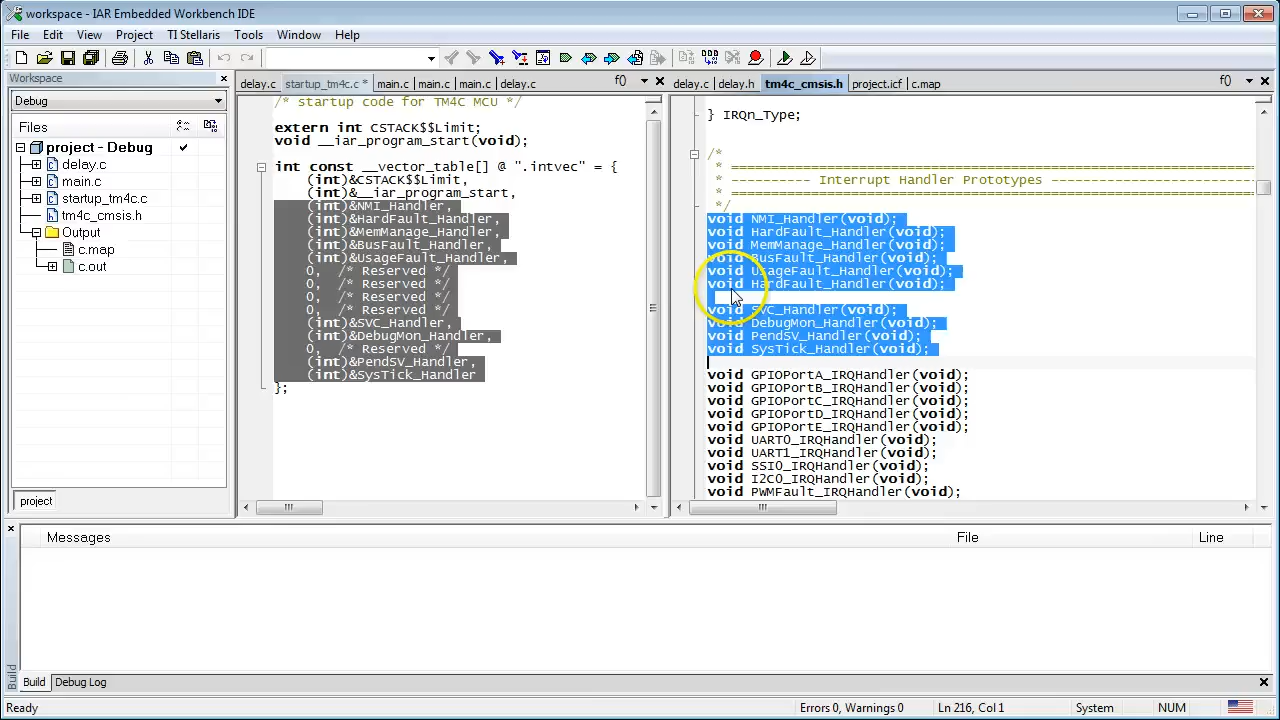 workspace - IAR Embedded Workbench IDE
File Edit View Project TI Stellaris Tools Window Help
Workspace
Debug
Files
project - Debug
delay.c
main.c
startup_tm4c.c
tm4c_cmsis.h
Output
c.map
c.out
project
delay.c startup_tm4c.c * main.c main.c main.c delay.c f()
/* startup code for TM4C MCU */
extern int CSTACK$$Limit;
void __iar_program_start(void);
int const __vector_table[] @ ".intvec" = {
(int)&CSTACK$$Limit,
(int)&__iar_program_start,
(int)&NMI_Handler,
(int)&HardFault_Handler,
(int)&MemManage_Handler,
(int)&BusFault_Handler,
(int)&UsageFault_Handler,
0, /* Reserved */
0, /* Reserved */
0, /* Reserved */
0, /* Reserved */
(int)&SVC_Handler,
(int)&DebugMon_Handler,
0, /* Reserved */
(int)&PendSV_Handler,
(int)&SysTick_Handler
};
delay.c delay.h tm4c_cmsis.h project.icf c.map f()
} IRQn_Type;
/*
* ==========================================================
* ---------- Interrupt Handler Prototypes ----------------------
* ==========================================================
*/
void NMI_Handler(void);
void HardFault_Handler(void);
void MemManage_Handler(void);
void BusFault_Handler(void);
void UsageFault_Handler(void);
void HardFault_Handler(void);
void SVC_Handler(void);
void DebugMon_Handler(void);
void PendSV_Handler(void);
void SysTick_Handler(void);
void GPIOPortA_IRQHandler(void);
void GPIOPortB_IRQHandler(void);
void GPIOPortC_IRQHandler(void);
void GPIOPortD_IRQHandler(void);
void GPIOPortE_IRQHandler(void);
void UART0_IRQHandler(void);
void UART1_IRQHandler(void);
void SSI0_IRQHandler(void);
void I2C0_IRQHandler(void);
void PWMFault_IRQHandler(void);
Messages File Line
Build
Build Debug Log
Ready Errors 0, Warnings 0 Ln 216, Col 1 System NUM